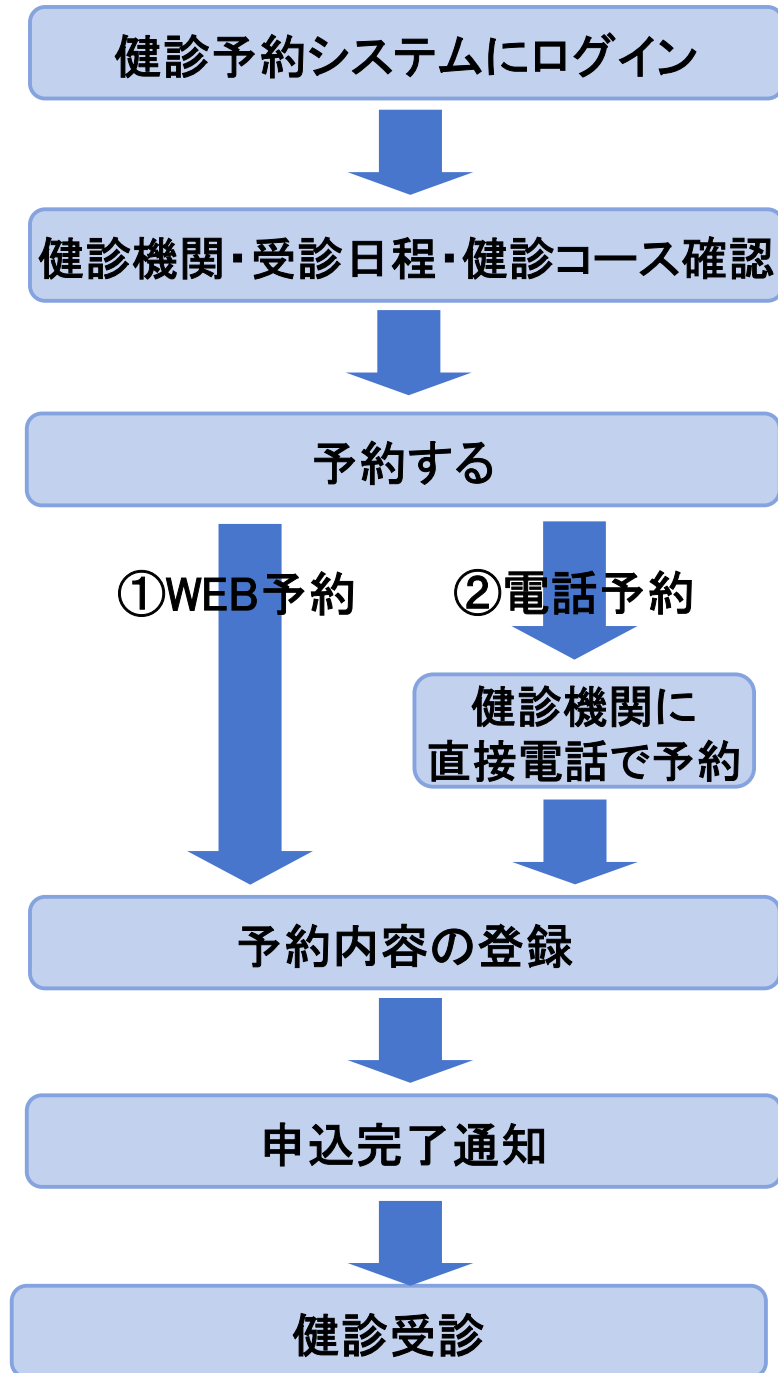 健診予約システムにログイン
健診機関・受診日程・健診コース確認
予約する
①WEB予約
②電話予約
健診機関に
直接電話で予約
予約内容の登録
申込完了通知
健診受診